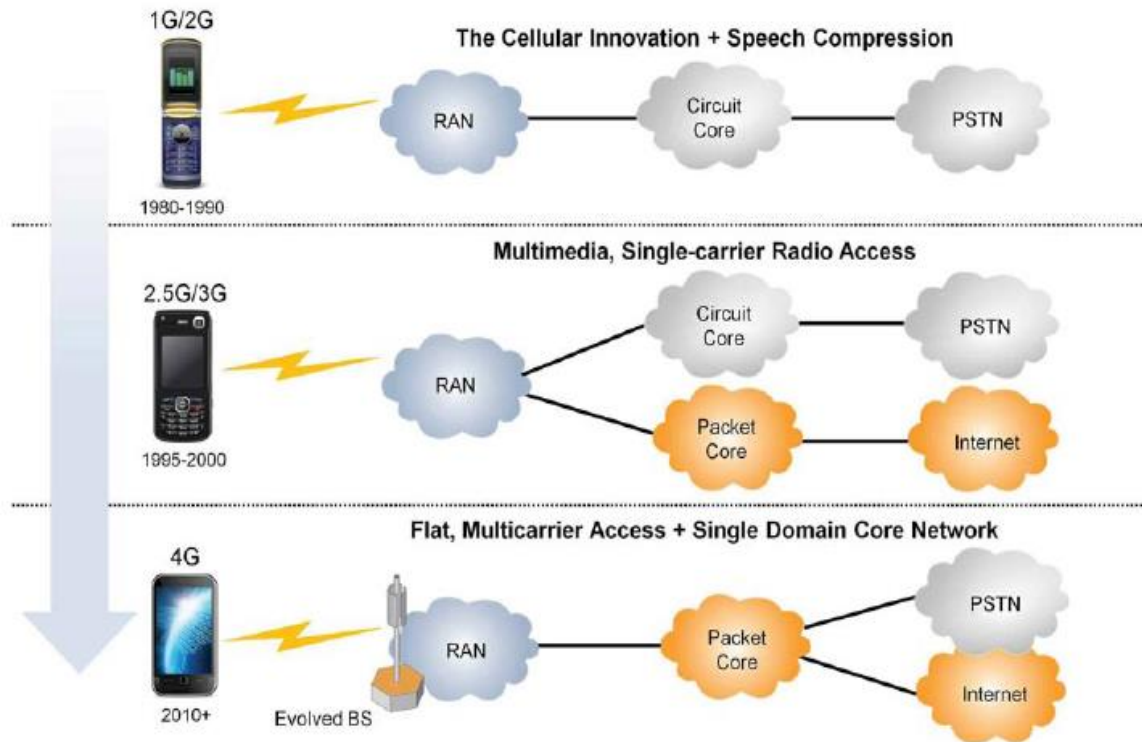 1G/2G
The Cellular Innovation + Speech Compression
RAN
Circuit
Core
PSTN
1980-1990
Multimedia, Single-carrier Radio Access
2.5G/3G
Circuit
Core
PSTN
RAN
Packet
Core
Internet
1995-2000
Flat, Multicarrier Access + Single Domain Core Network
4G
PSTN
RAN
Packet
Core
Internet
2010+
Evolved BS